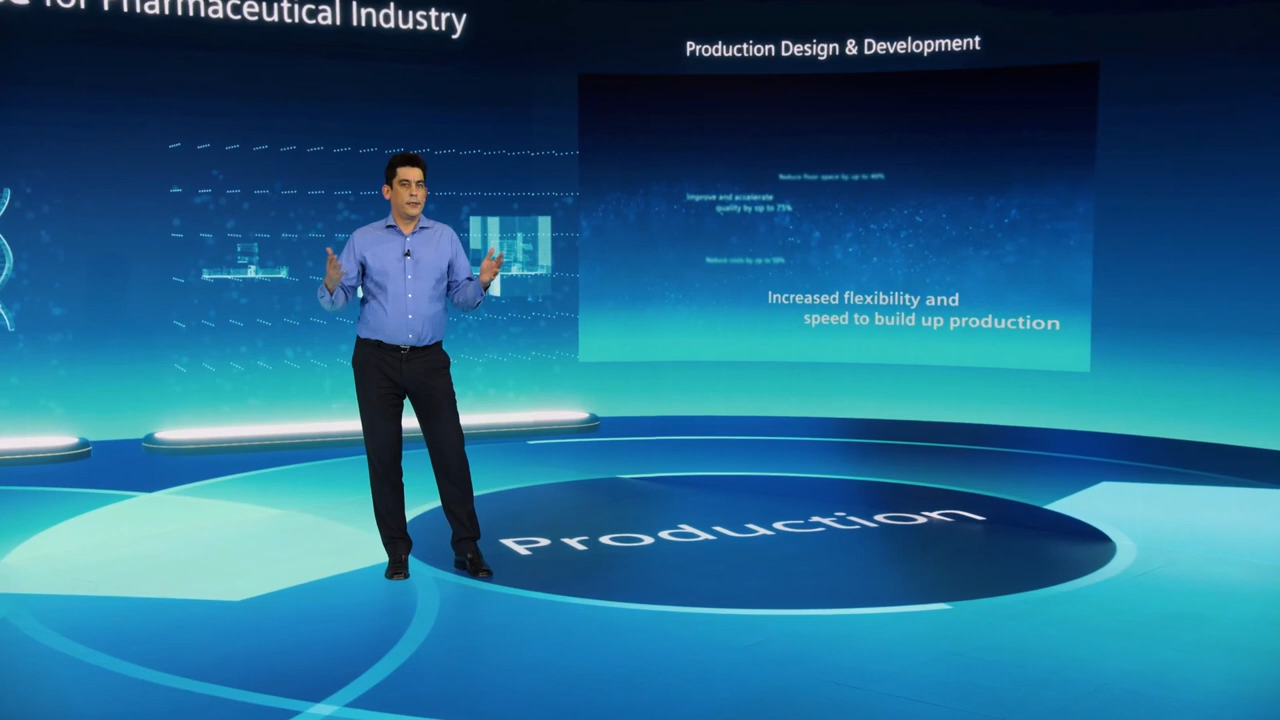 for Pharmaceutical Industry
Production Design & Development
Reduce floor space by up to 40%
Improve and accelerate
quality by up to 75%
Reduce costs by up to 50%
Increased flexibility and
speed to build up production
Production